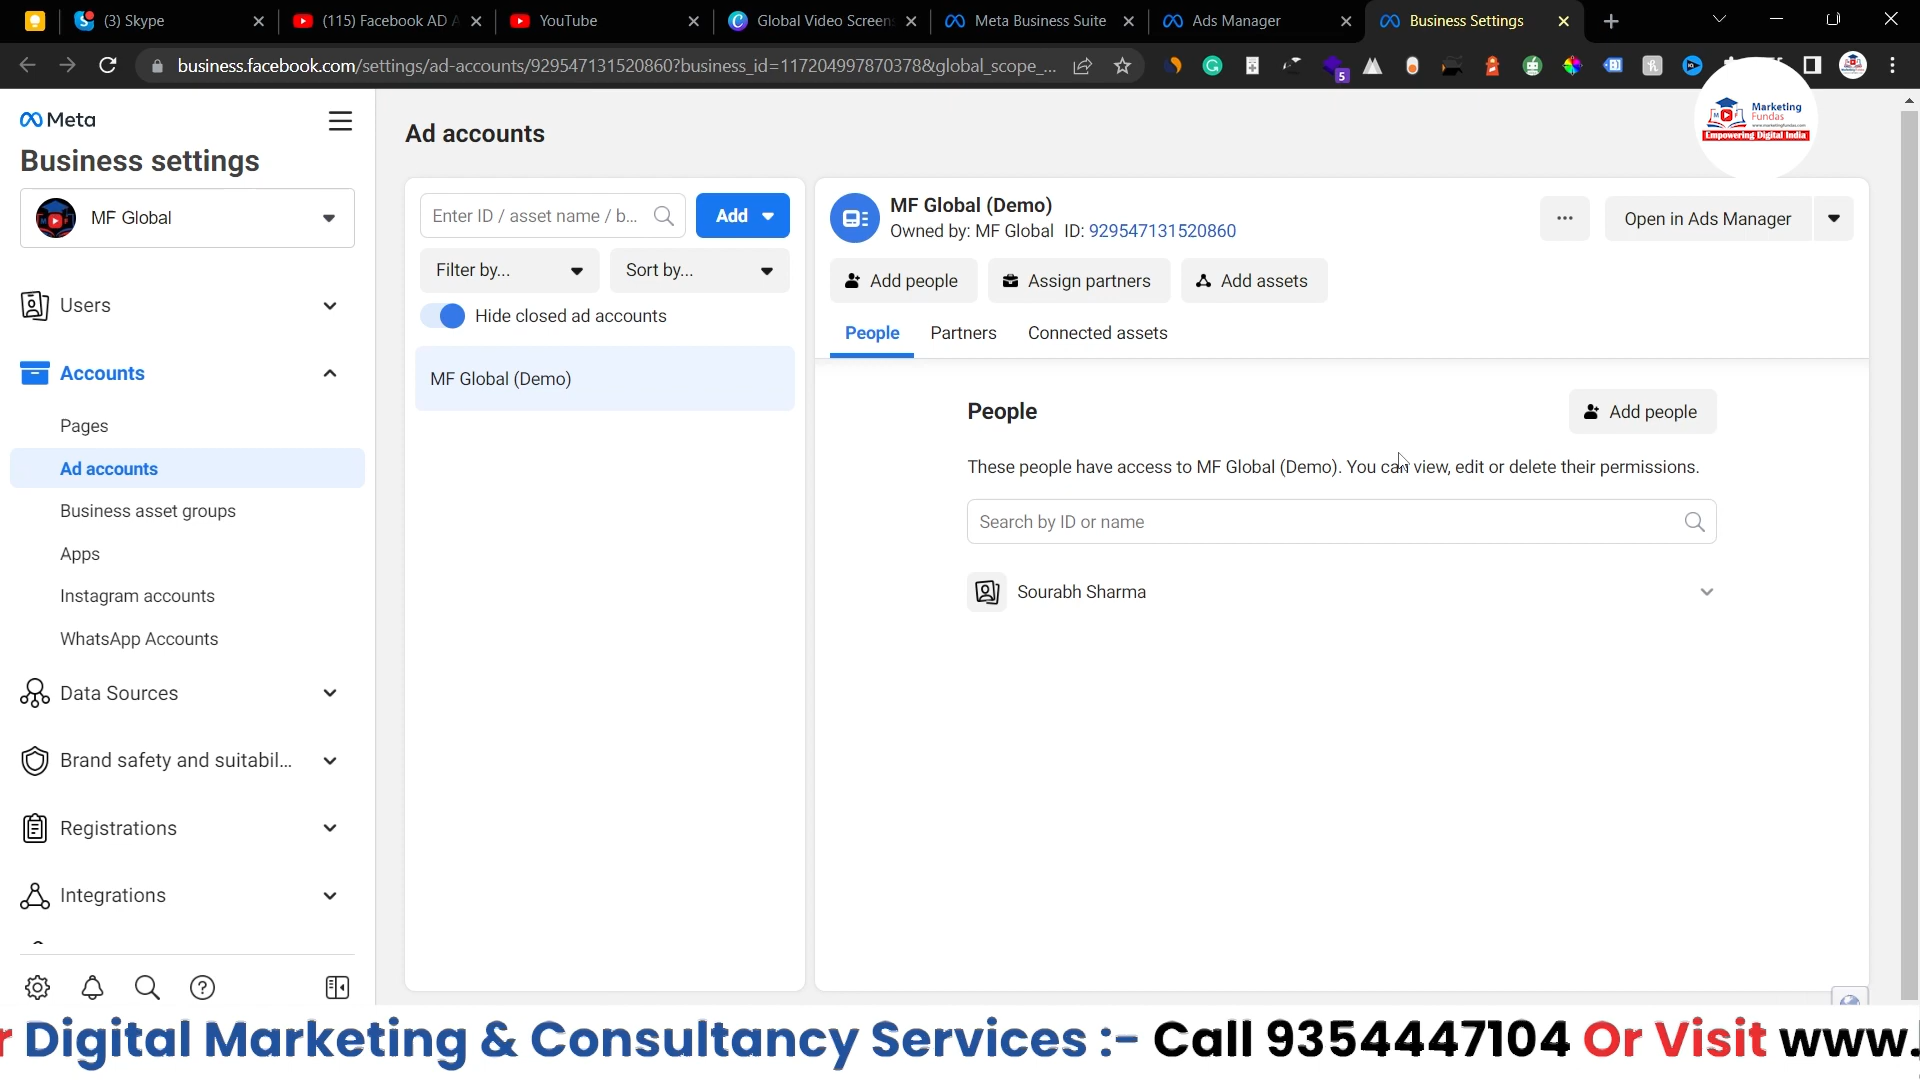 (3) Skype
(115) Facebook AD A
YouTube
Global Video Screen
Meta Business Suite
Ads Manager
Business Settings
business.facebook.com/settings/ad-accounts/929547131520860?business_id=117204997870378&global_scope_...
5
Meta
Business settings
MF Global
Users
Accounts
Pages
Ad accounts
Business asset groups
Apps
Instagram accounts
WhatsApp Accounts
Data Sources
Brand safety and suitabil...
Registrations
Integrations
Ad accounts
Enter ID / asset name / b...
Add
Filter by...
Sort by...
Hide closed ad accounts
MF Global (Demo)
MF Global (Demo)
Owned by: MF Global ID: 929547131520860
Open in Ads Manager
Add people
Assign partners
Add assets
People
Partners
Connected assets
People
Add people
These people have access to MF Global (Demo). You can view, edit or delete their permissions.
Search by ID or name
Sourabh Sharma
Marketing
Fundas
www.marketingfundas.com
Empowering Digital India
r Digital Marketing & Consultancy Services :- Call 9354447104 Or Visit www.